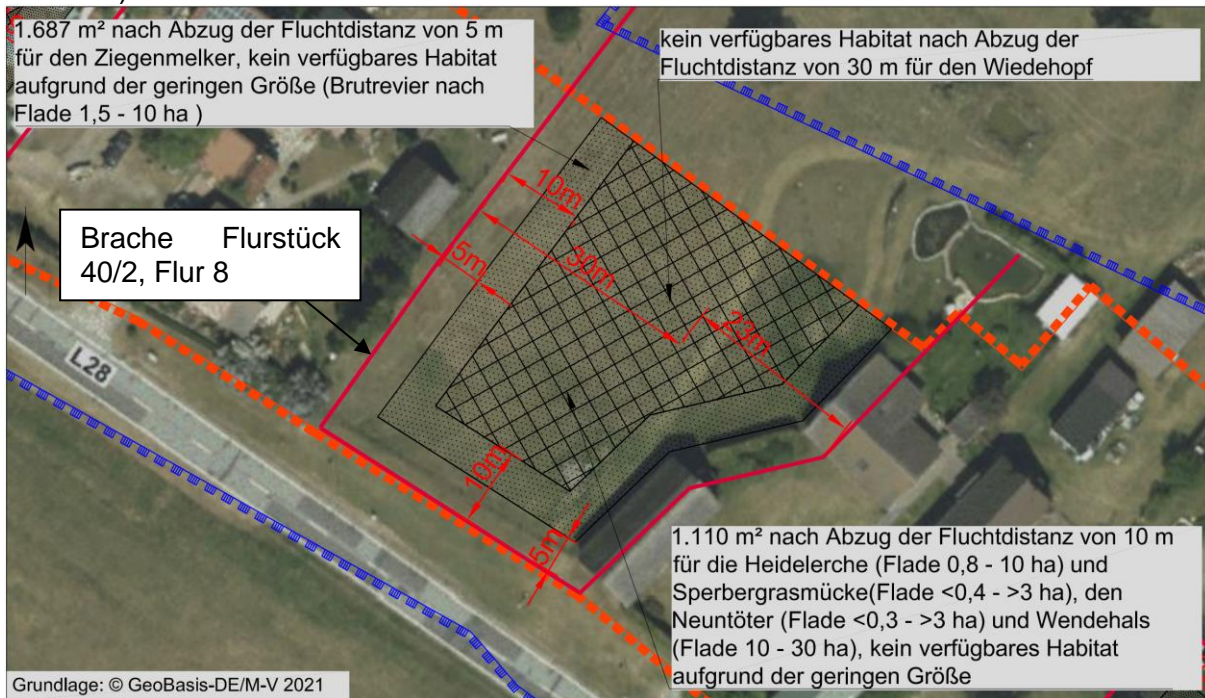 1.687 m² nach Abzug der Fluchtdistanz von 5 m
für den Ziegenmelker, kein verfügbares Habitat
aufgrund der geringen Größe (Brutrevier nach
Flade 1,5 - 10 ha )
kein verfügbares Habitat nach Abzug der
Fluchtdistanz von 30 m für den Wiedehopf
10m
Brache Flurstück
40/2, Flur 8
5m
30m
23m
L28
10m
5m
1.110 m² nach Abzug der Fluchtdistanz von 10 m
für die Heidelerche (Flade 0,8 - 10 ha) und
Sperbergrasmücke(Flade <0,4 - >3 ha), den
Neuntöter (Flade <0,3 - >3 ha) und Wendehals
(Flade 10 - 30 ha), kein verfügbares Habitat
aufgrund der geringen Größe
Grundlage: © GeoBasis-DE/M-V 2021